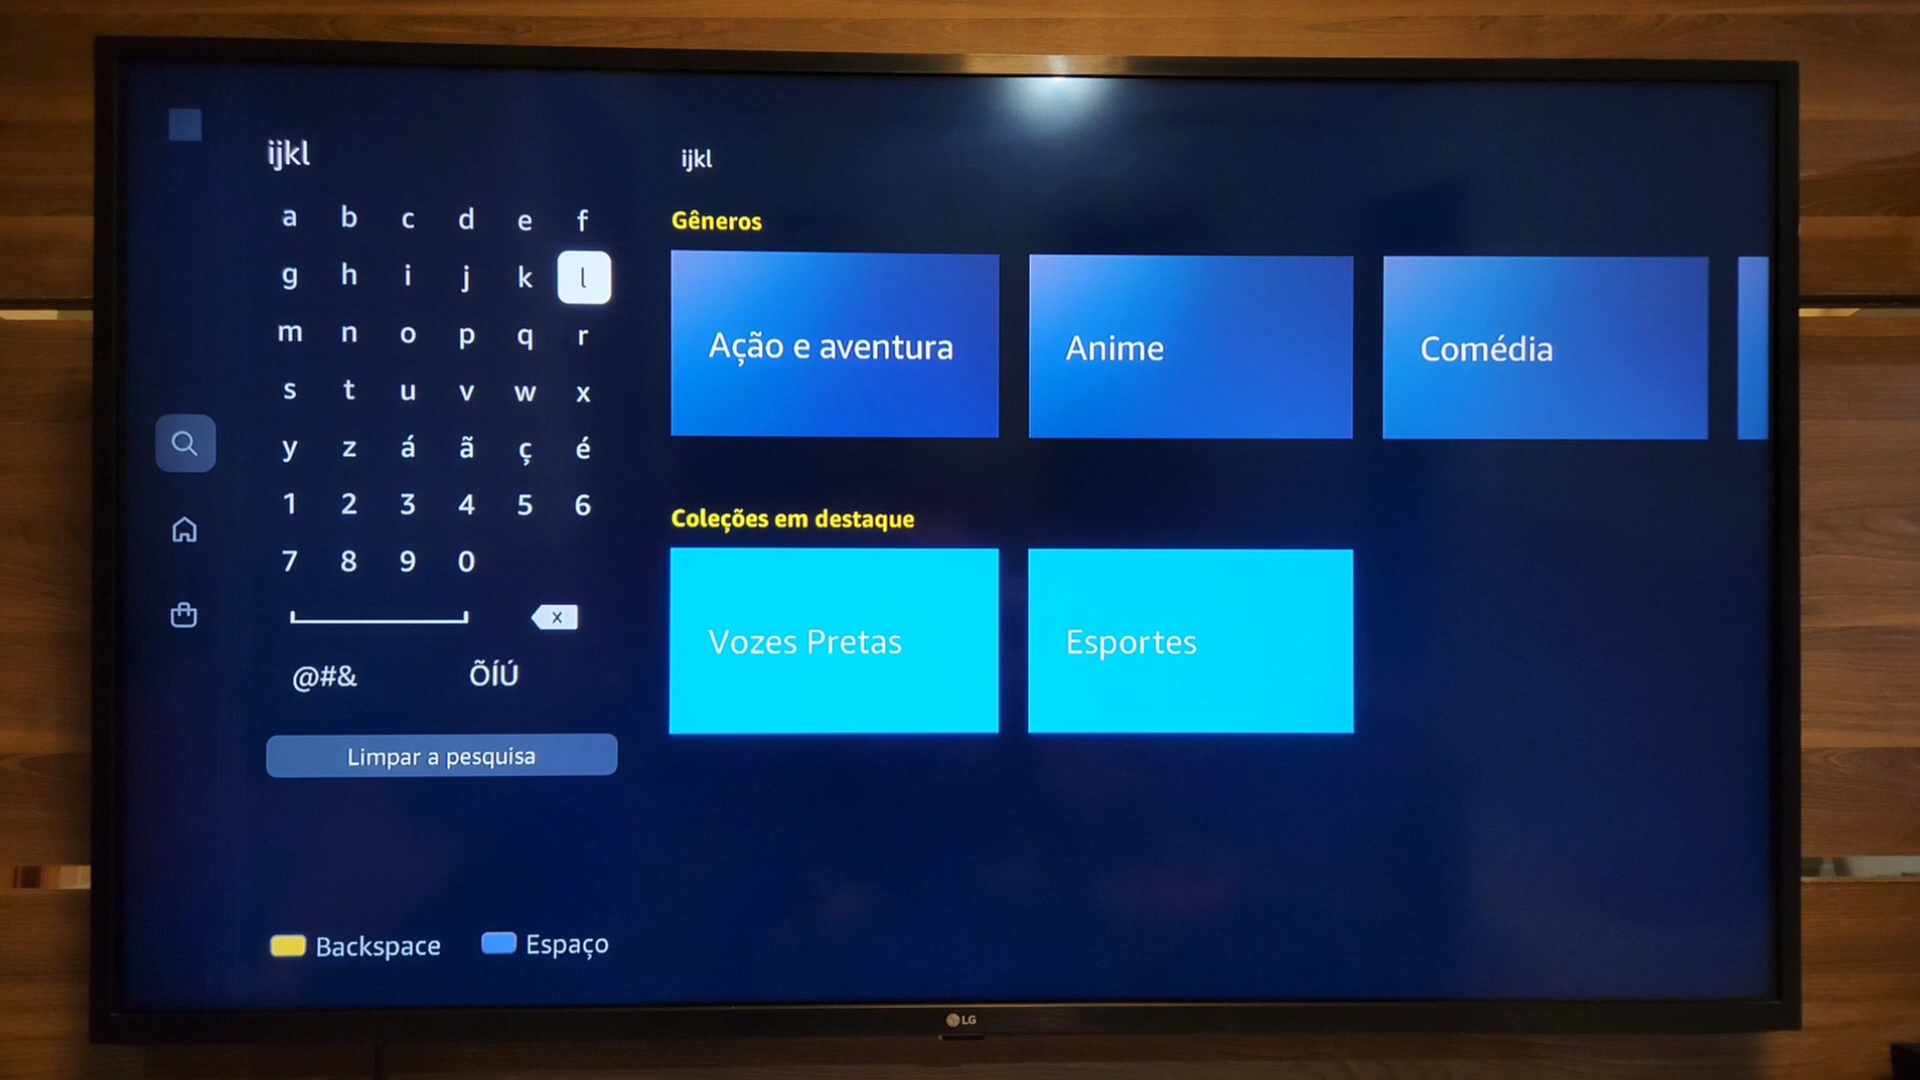 ijkl
a b c d e f
g h i j k l
m n o p q r
s t u v w x
y z á ã ç é
1 2 3 4 5 6
7 8 9 0
x
@#& ÕÍÚ
Limpar a pesquisa
Backspace Espaço
ijkl
Gêneros
Ação e aventura
Anime
Comédia
Coleções em destaque
Vozes Pretas
Esportes
LG